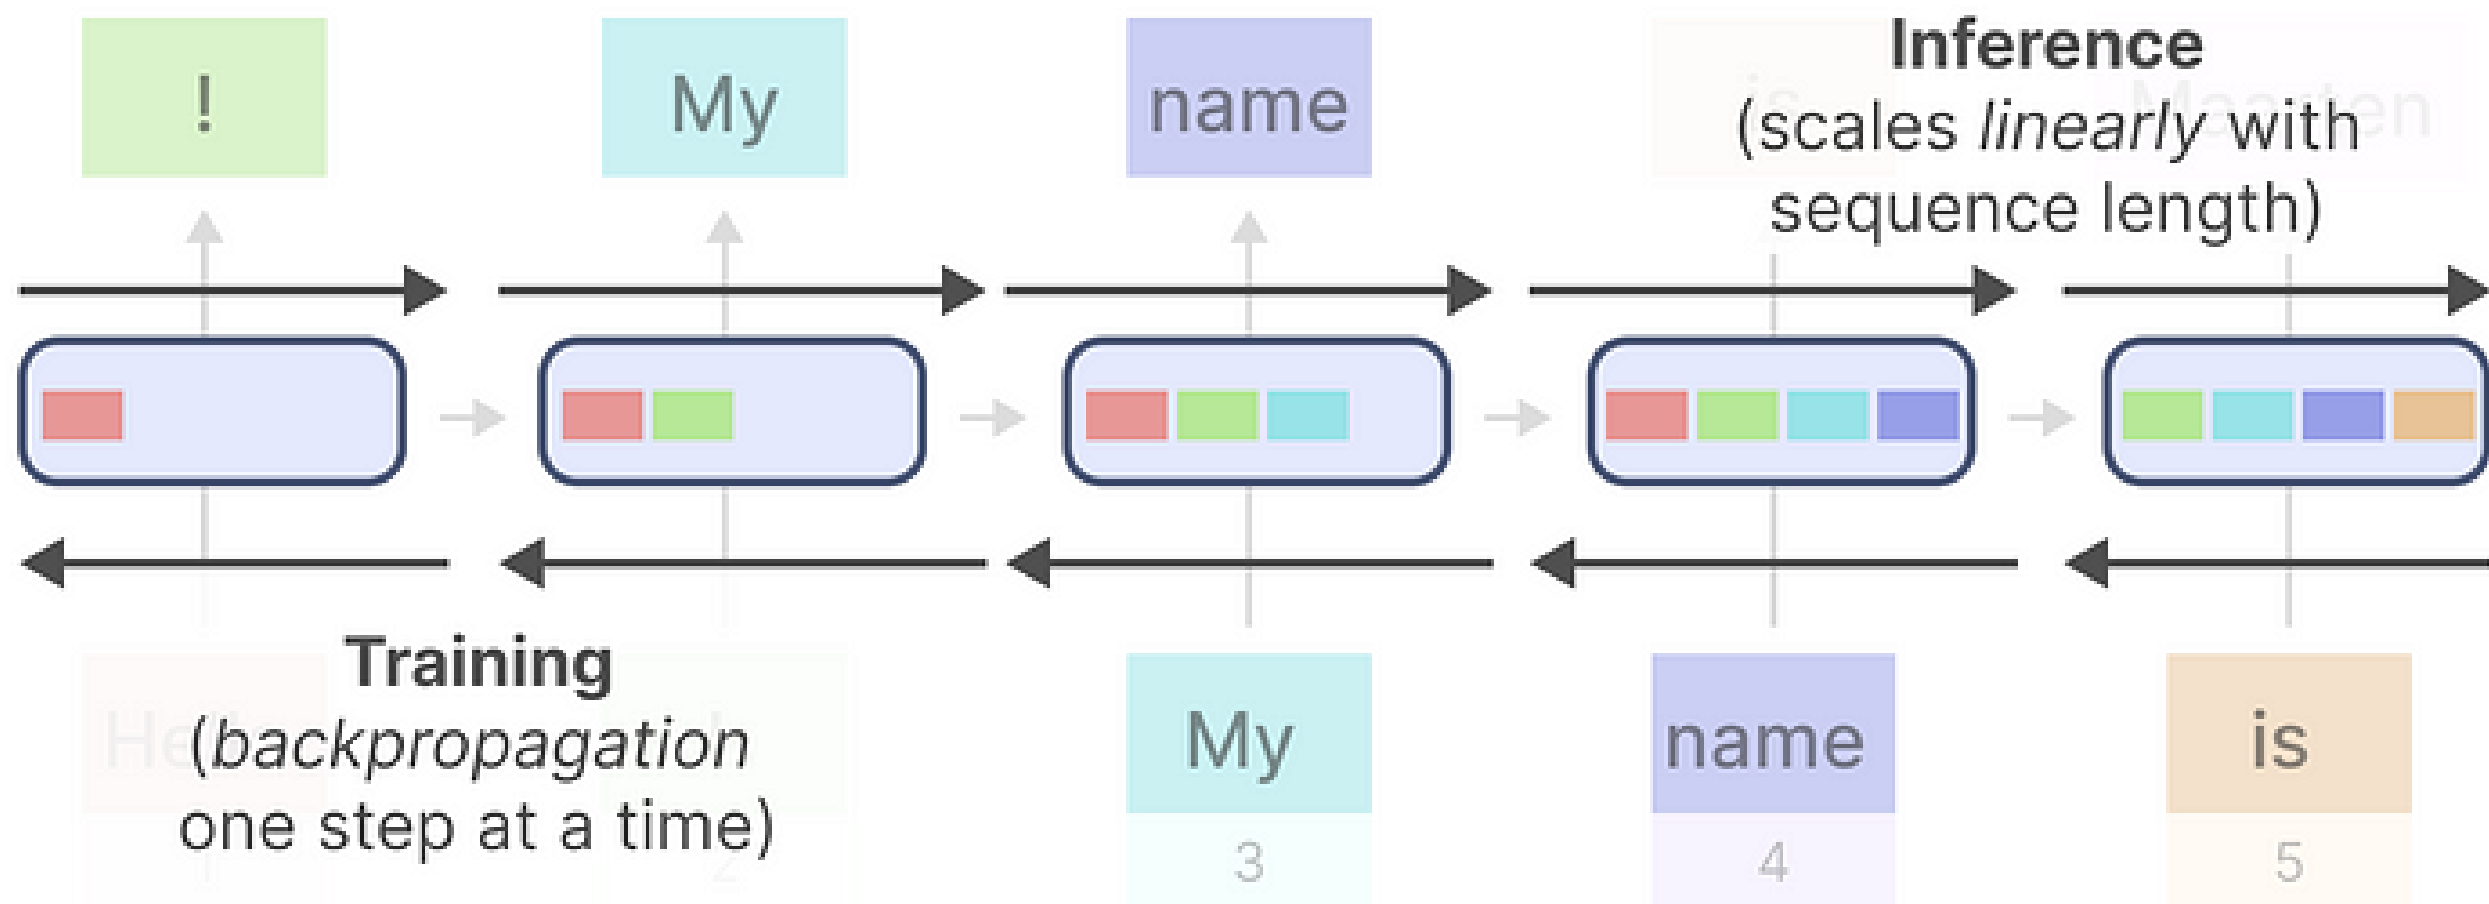 !
My
name
Inference
(scales linearly with
sequence length)
Training
(backpropagation
one step at a time)
My
name
is
3
4
5